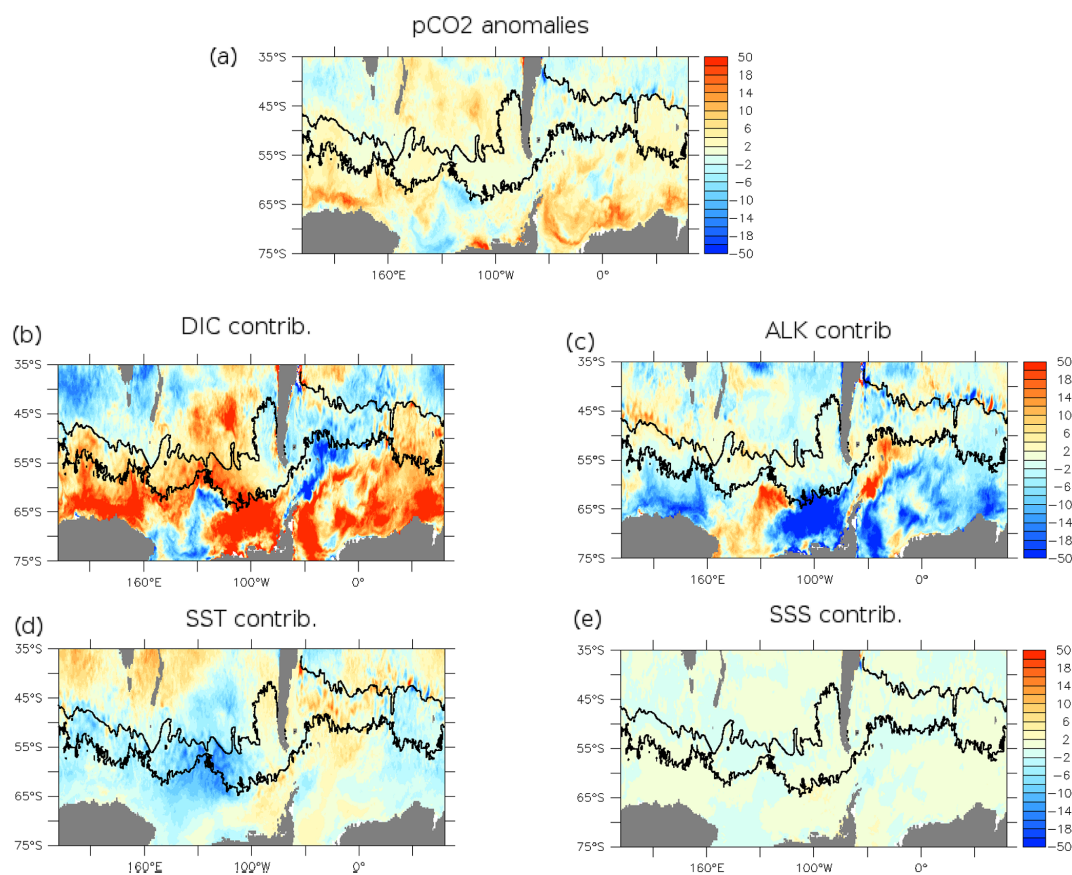 pCO2 anomalies
(a)
35°S
45°S
55°S
65°S
75°S
160°E
100°W
0°
50
18
14
10
6
2
−2
−6
−10
−14
−18
−50
(b)
DIC contrib.
35°S
45°S
55°S
65°S
75°S
160°E
100°W
0°
(c)
ALK contrib
35°S
45°S
55°S
65°S
75°S
160°E
100°W
0°
50
18
14
10
6
2
−2
−6
−10
−14
−18
−50
(d)
SST contrib.
35°S
45°S
55°S
65°S
75°S
160°E
100°W
0°
(e)
SSS contrib.
35°S
45°S
55°S
65°S
75°S
160°E
100°W
0°
50
18
14
10
6
2
−2
−6
−10
−14
−18
−50